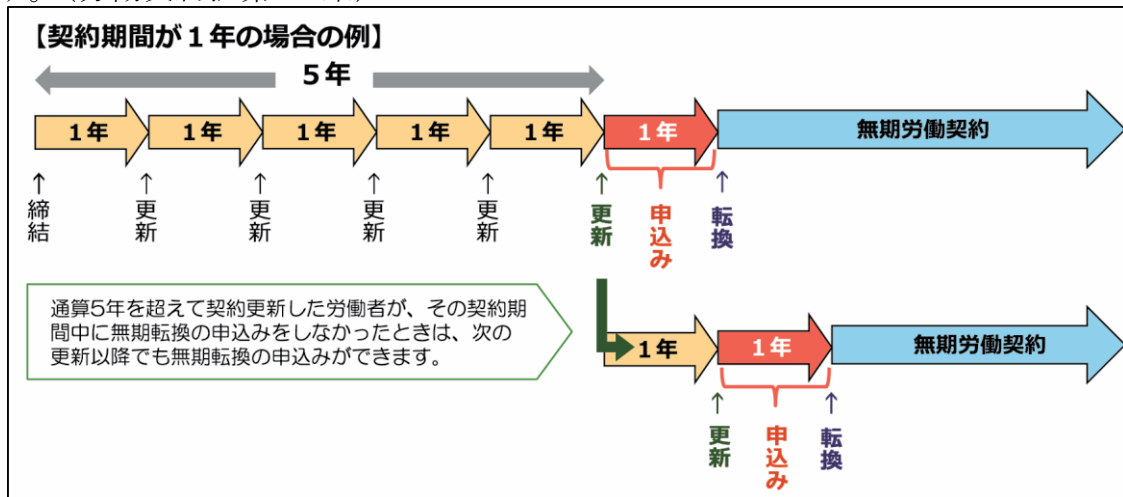 【契約期間が１年の場合の例】
５年
１年 １年 １年 １年 １年 １年 無期労働契約
↑締結 ↑更新 ↑更新 ↑更新 ↑更新 ↑更新 申込み ↑転換
通算5年を超えて契約更新した労働者が、その契約期
間中に無期転換の申込みをしなかったときは、次の
更新以降でも無期転換の申込みができます。
１年 １年 無期労働契約
↑更新 申込み ↑転換